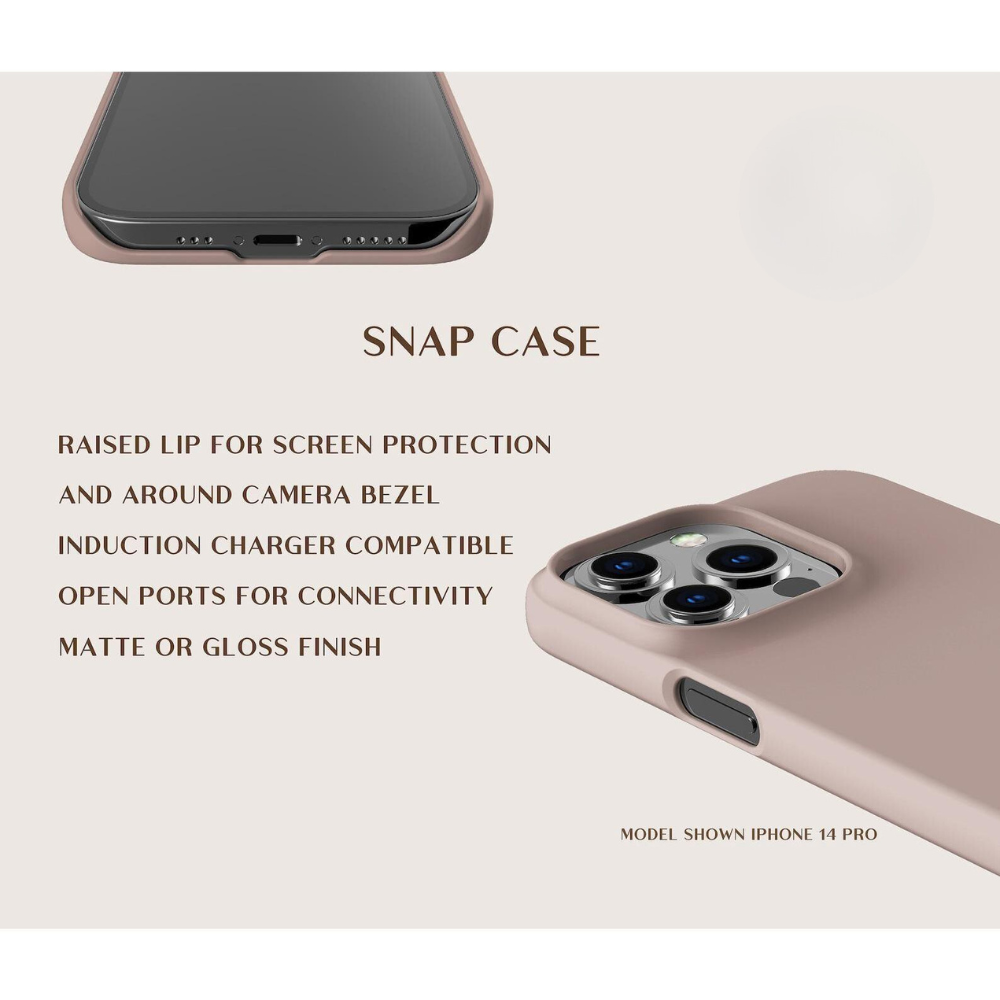 SNAP CASE
RAISED LIP FOR SCREEN PROTECTION
AND AROUND CAMERA BEZEL
INDUCTION CHARGER COMPATIBLE
OPEN PORTS FOR CONNECTIVITY
MATTE OR GLOSS FINISH
MODEL SHOWN IPHONE 14 PRO